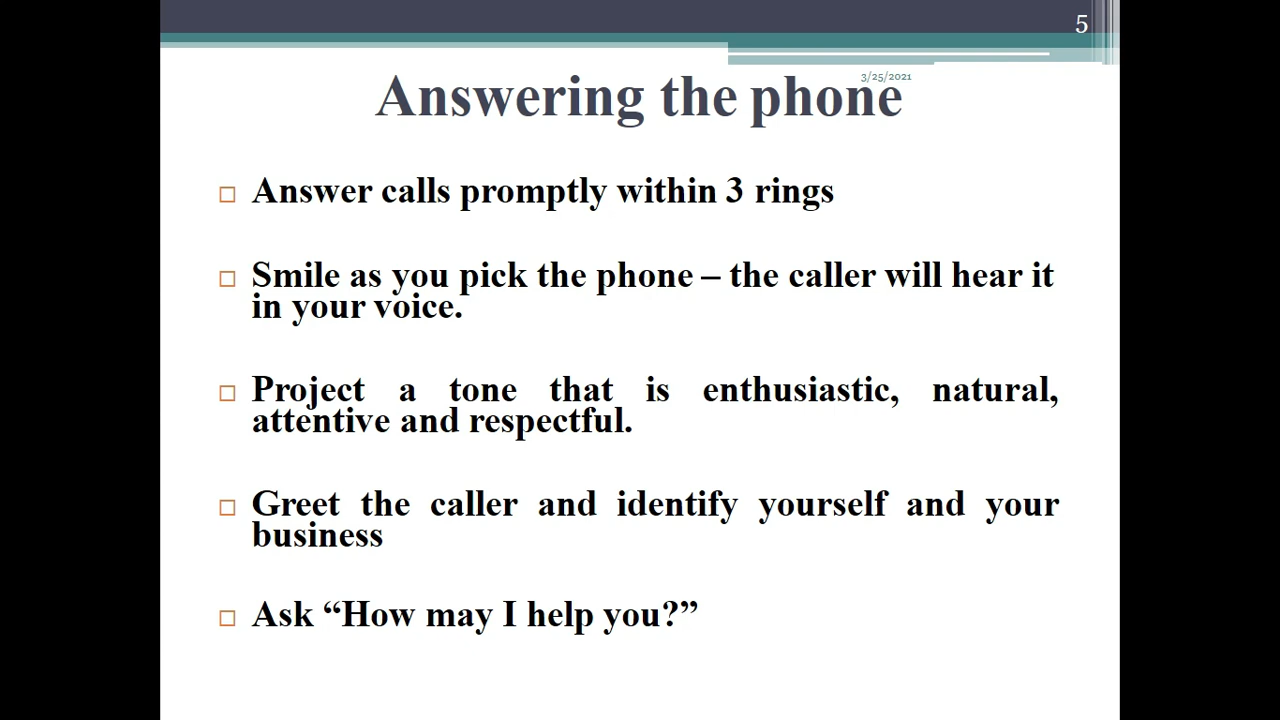 5
3/25/2021
Answering the phone
Answer calls promptly within 3 rings
Smile as you pick the phone – the caller will hear it
in your voice.
Project a tone that is enthusiastic, natural,
attentive and respectful.
Greet the caller and identify yourself and your
business
Ask “How may I help you?”